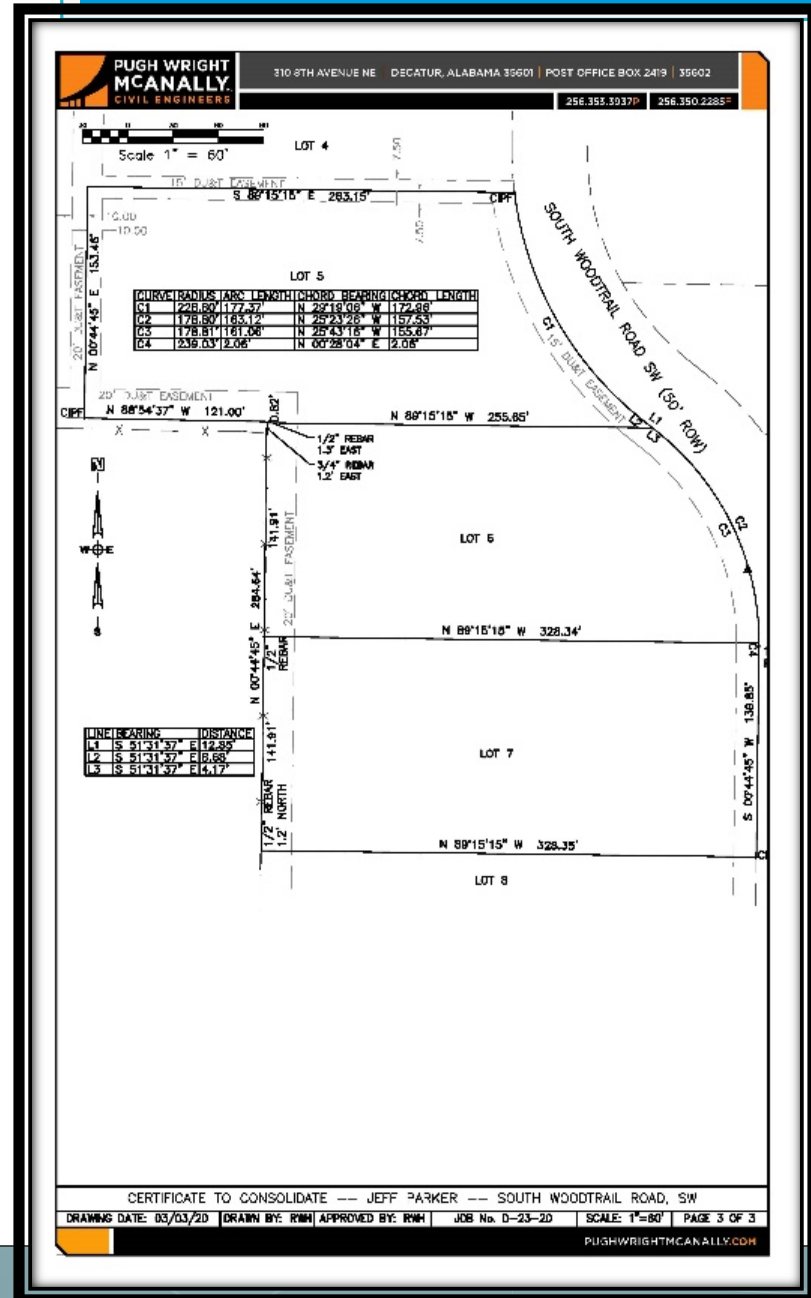 PUGH WRIGHT
MCANALLY
CIVIL ENGINEERS
310 8TH AVENUE NE DECATUR, ALABAMA 35601 | POST OFFICE BOX 2419 | 35602
256.353.3937P 256.350.2285F
Scale 1" = 60'
LOT 4
7.50
15' DU&T EASEMENT
S 89°15'15" E 283.15'
CIPF
10.00
10.00
7.50
20' DU&T EASEMENT
N 00°44'45" E 153.46'
SOUTH WOODTRAIL ROAD SW (50' ROW)
LOT 5
CURVE RADIUS ARC LENGTH CHORD BEARING CHORD LENGTH
C1 228.80' 177.37' N 29°19'06" W 172.96'
C2 178.80' 163.12' N 25°23'26" W 157.53'
C3 178.81' 161.06' N 25°43'16" W 155.67'
C4 239.03' 2.06' N 00°28'04" E 2.06'
C1
15' DU&T EASEMENT
20' DU&T EASEMENT
CIPF
N 88°54'37" W 121.00'
0.82'
N 89°15'15" W 255.65'
L1
L2
L3
1/2" REBAR
1.3' EAST
3/4" REBAR
1.2' EAST
N
W E
S
141.91'
20' DU&T EASEMENT
LOT 6
C2
C3
N 00°44'45" E 284.64'
N 89°15'15" W 328.34'
C4
1/2"
REBAR
LINE BEARING DISTANCE
L1 S 51°31'37" E 12.85'
L2 S 51°31'37" E 8.68'
L3 S 51°31'37" E 4.17'
141.91'
LOT 7
S 00°44'45" W 139.85'
1/2" REBAR
1.2' NORTH
N 89°15'15" W 328.35'
LOT 8
CERTIFICATE TO CONSOLIDATE -- JEFF PARKER -- SOUTH WOODTRAIL ROAD, SW
DRAWING DATE: 03/03/20 DRAWN BY: RWH APPROVED BY: RWH JOB No. D-23-20 SCALE: 1"=60' PAGE 3 OF 3
PUGHWRIGHTMCANALLY.COM